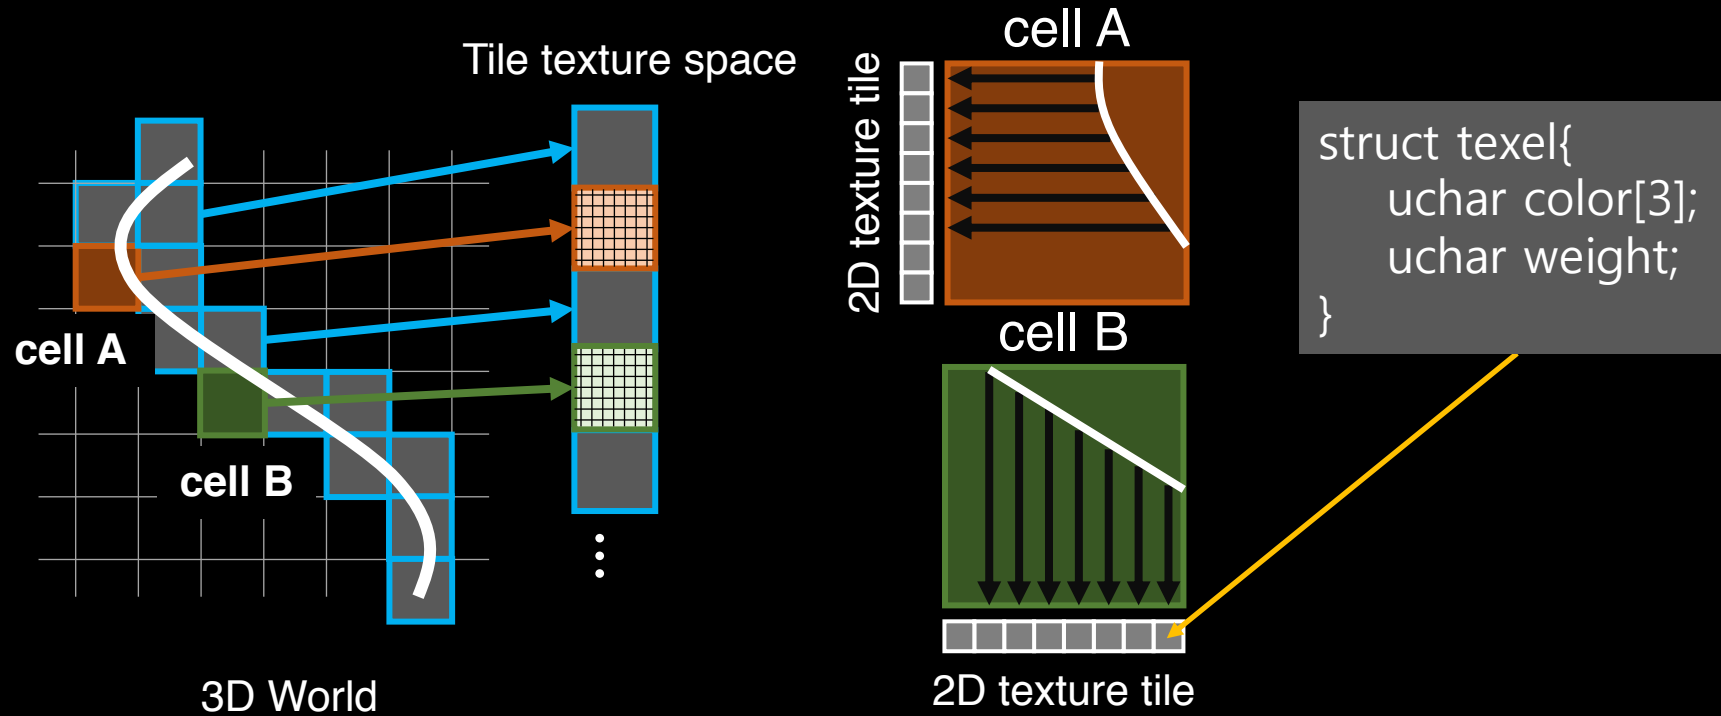 Tile texture space
cell A
cell B
3D World
cell A
2D texture tile
cell B
2D texture tile
struct texel{
uchar color[3];
uchar weight;
}